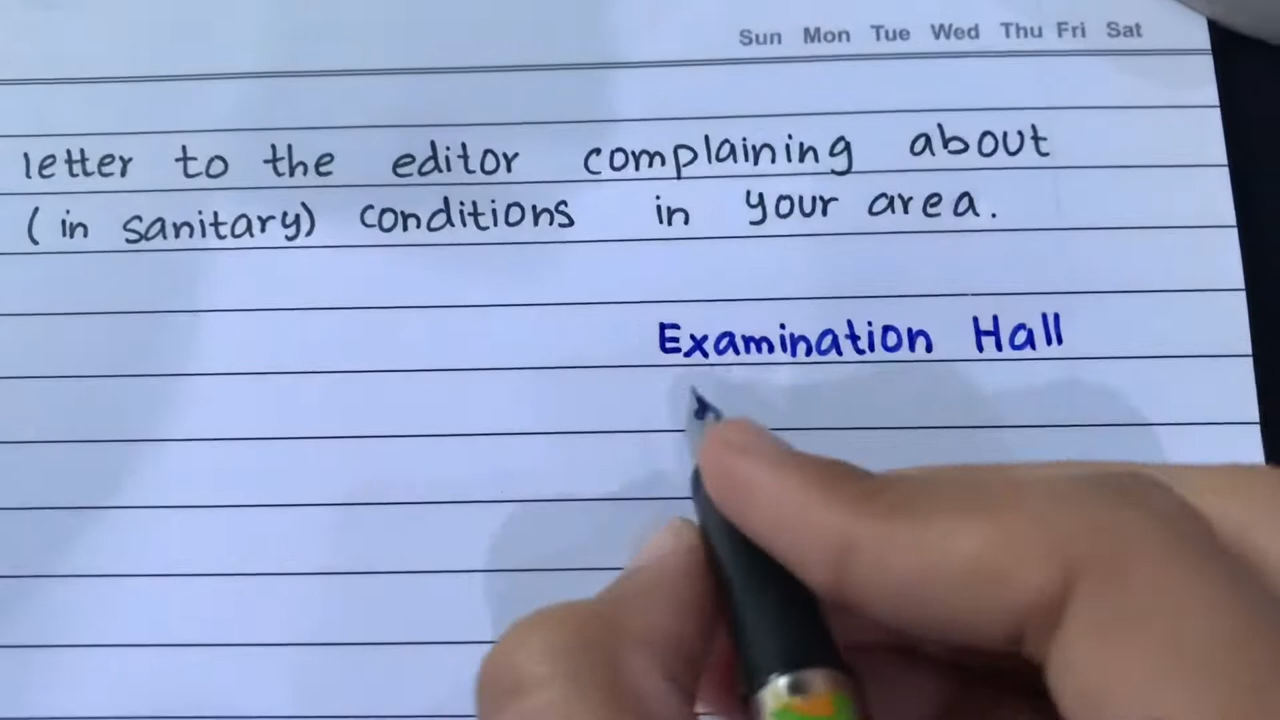 Sun Mon Tue Wed Thu Fri Sat
letter to the editor complaining about
(in sanitary) conditions in your area.
Examination Hall